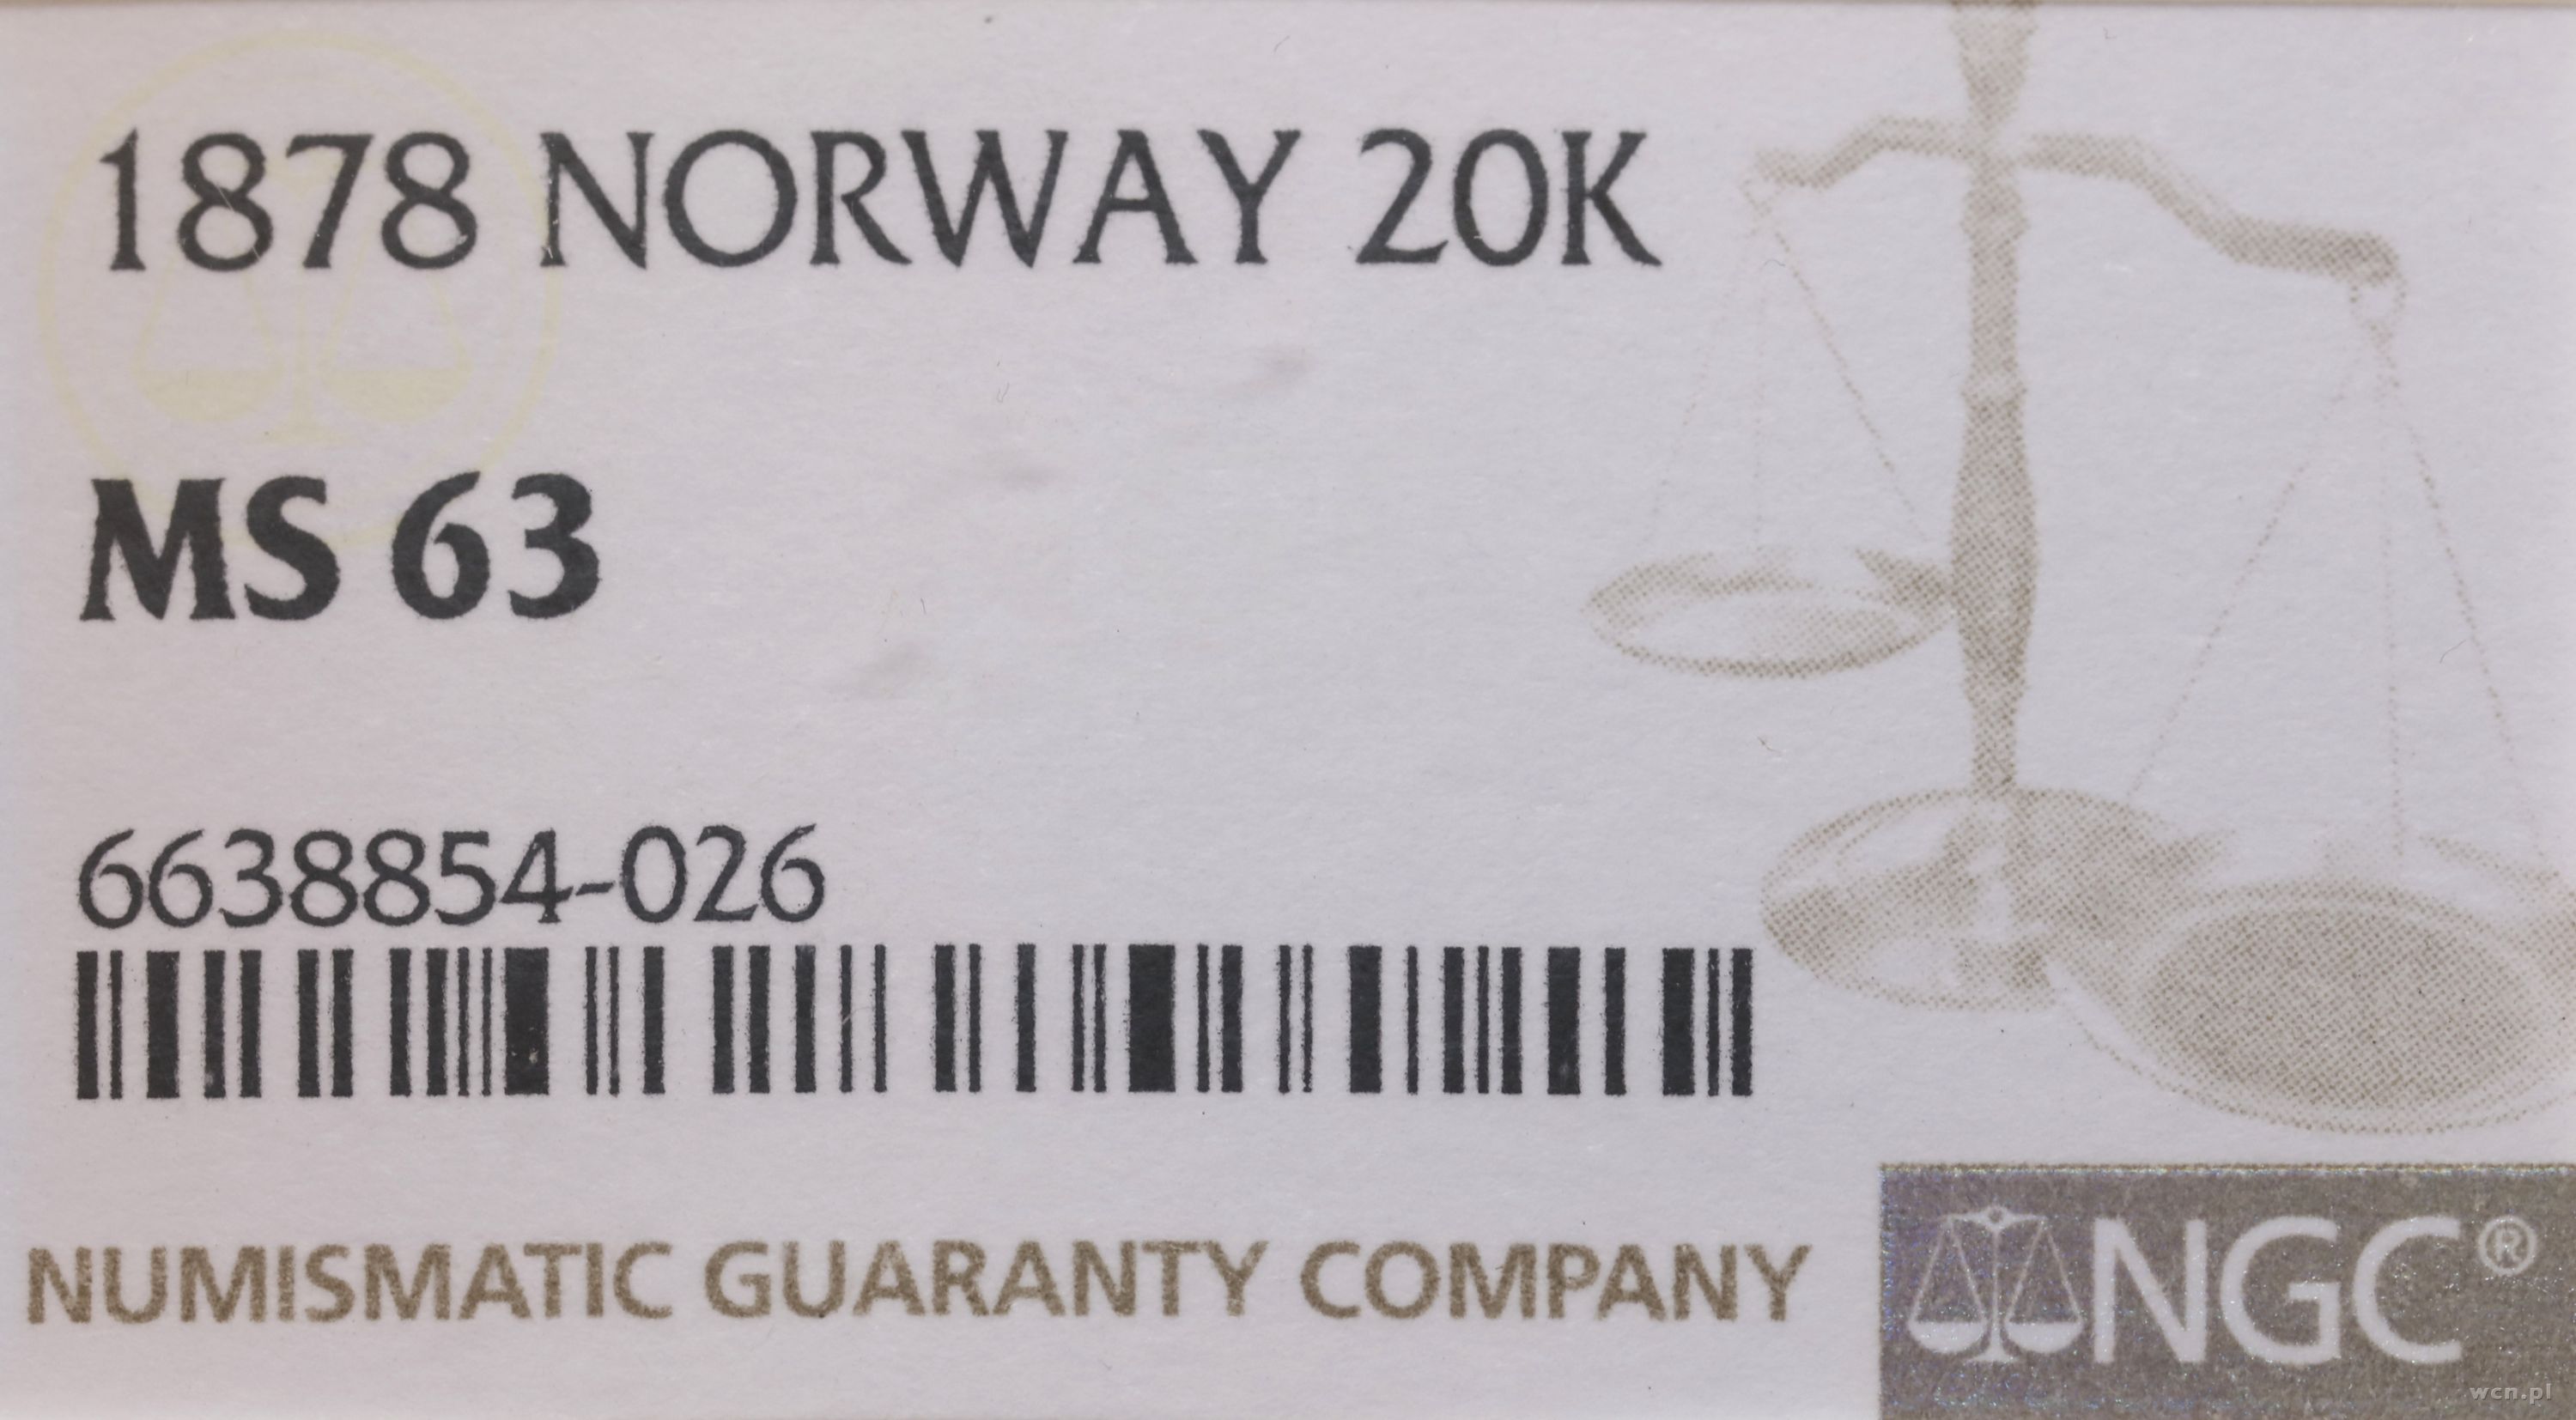 1878 NORWAY 20K
MS 63
6638854-026
NUMISMATIC GUARANTY COMPANY
NGC®
wcn.pl